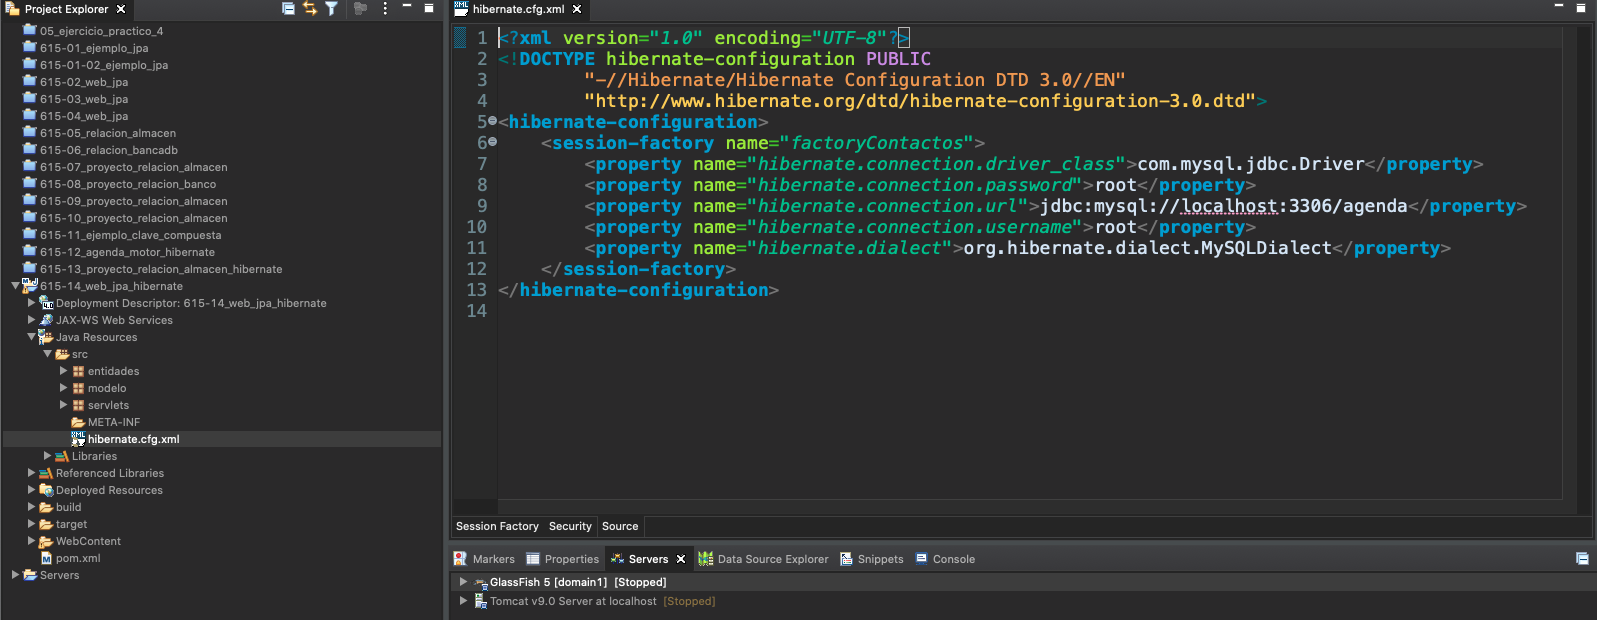 Project Explorer
05_ejercicio_practico_4
615-01_ejemplo_jpa
615-01-02_ejemplo_jpa
615-02_web_jpa
615-03_web_jpa
615-04_web_jpa
615-05_relacion_almacen
615-06_relacion_bancadb
615-07_proyecto_relacion_almacen
615-08_proyecto_relacion_banco
615-09_proyecto_relacion_almacen
615-10_proyecto_relacion_almacen
615-11_ejemplo_clave_compuesta
615-12_agenda_motor_hibernate
615-13_proyecto_relacion_almacen_hibernate
615-14_web_jpa_hibernate
Deployment Descriptor: 615-14_web_jpa_hibernate
JAX-WS Web Services
Java Resources
src
entidades
modelo
servlets
META-INF
hibernate.cfg.xml
Libraries
Referenced Libraries
Deployed Resources
build
target
WebContent
pom.xml
Servers
hibernate.cfg.xml
1 <?xml version="1.0" encoding="UTF-8"?>
2 <!DOCTYPE hibernate-configuration PUBLIC
3 "-//Hibernate/Hibernate Configuration DTD 3.0//EN"
4 "http://www.hibernate.org/dtd/hibernate-configuration-3.0.dtd">
5 <hibernate-configuration>
6 <session-factory name="factoryContactos">
7 <property name="hibernate.connection.driver_class">com.mysql.jdbc.Driver</property>
8 <property name="hibernate.connection.password">root</property>
9 <property name="hibernate.connection.url">jdbc:mysql://localhost:3306/agenda</property>
10 <property name="hibernate.connection.username">root</property>
11 <property name="hibernate.dialect">org.hibernate.dialect.MySQLDialect</property>
12 </session-factory>
13 </hibernate-configuration>
14
Session Factory Security Source
Markers Properties Servers Data Source Explorer Snippets Console
GlassFish 5 [domain1] [Stopped]
Tomcat v9.0 Server at localhost [Stopped]